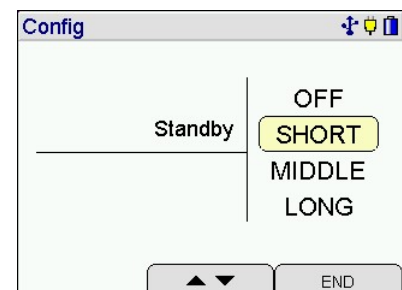 Config
OFF
Standby
SHORT
MIDDLE
LONG
▲ ▼
END